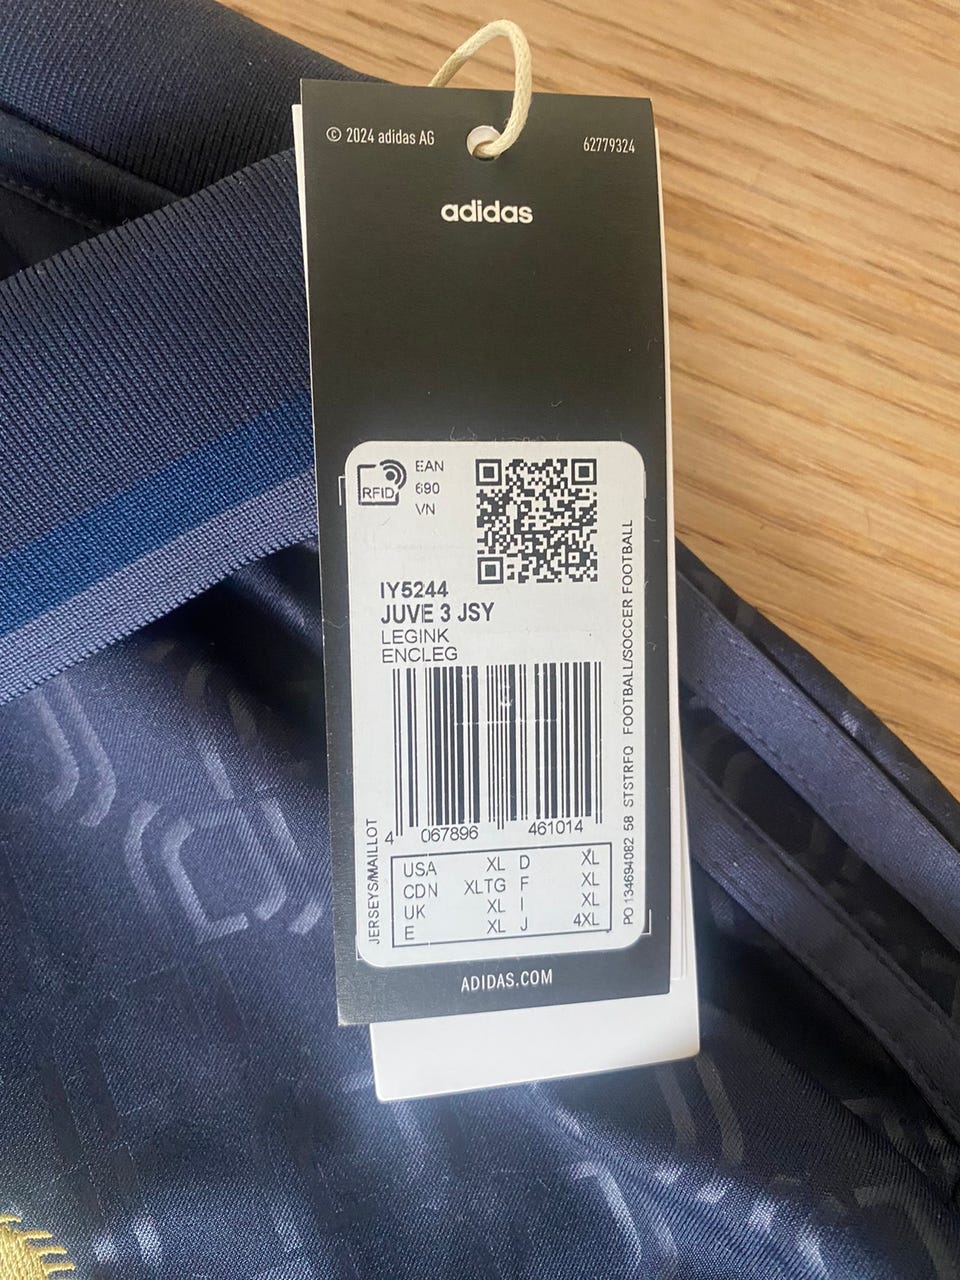 © 2024 adidas AG
62779324
adidas
RFID
EAN
690
VN
IY5244
JUVE 3 JSY
LEGINK
ENCLEG
4 067896 461014
USA XL D XL
CDN XLTG F XL
UK XL I XL
E XL J 4XL
JERSEYS/MAILLOT
PO 134694082 58 STSTRFQ FOOTBALL/SOCCER FOOTBALL
ADIDAS.COM